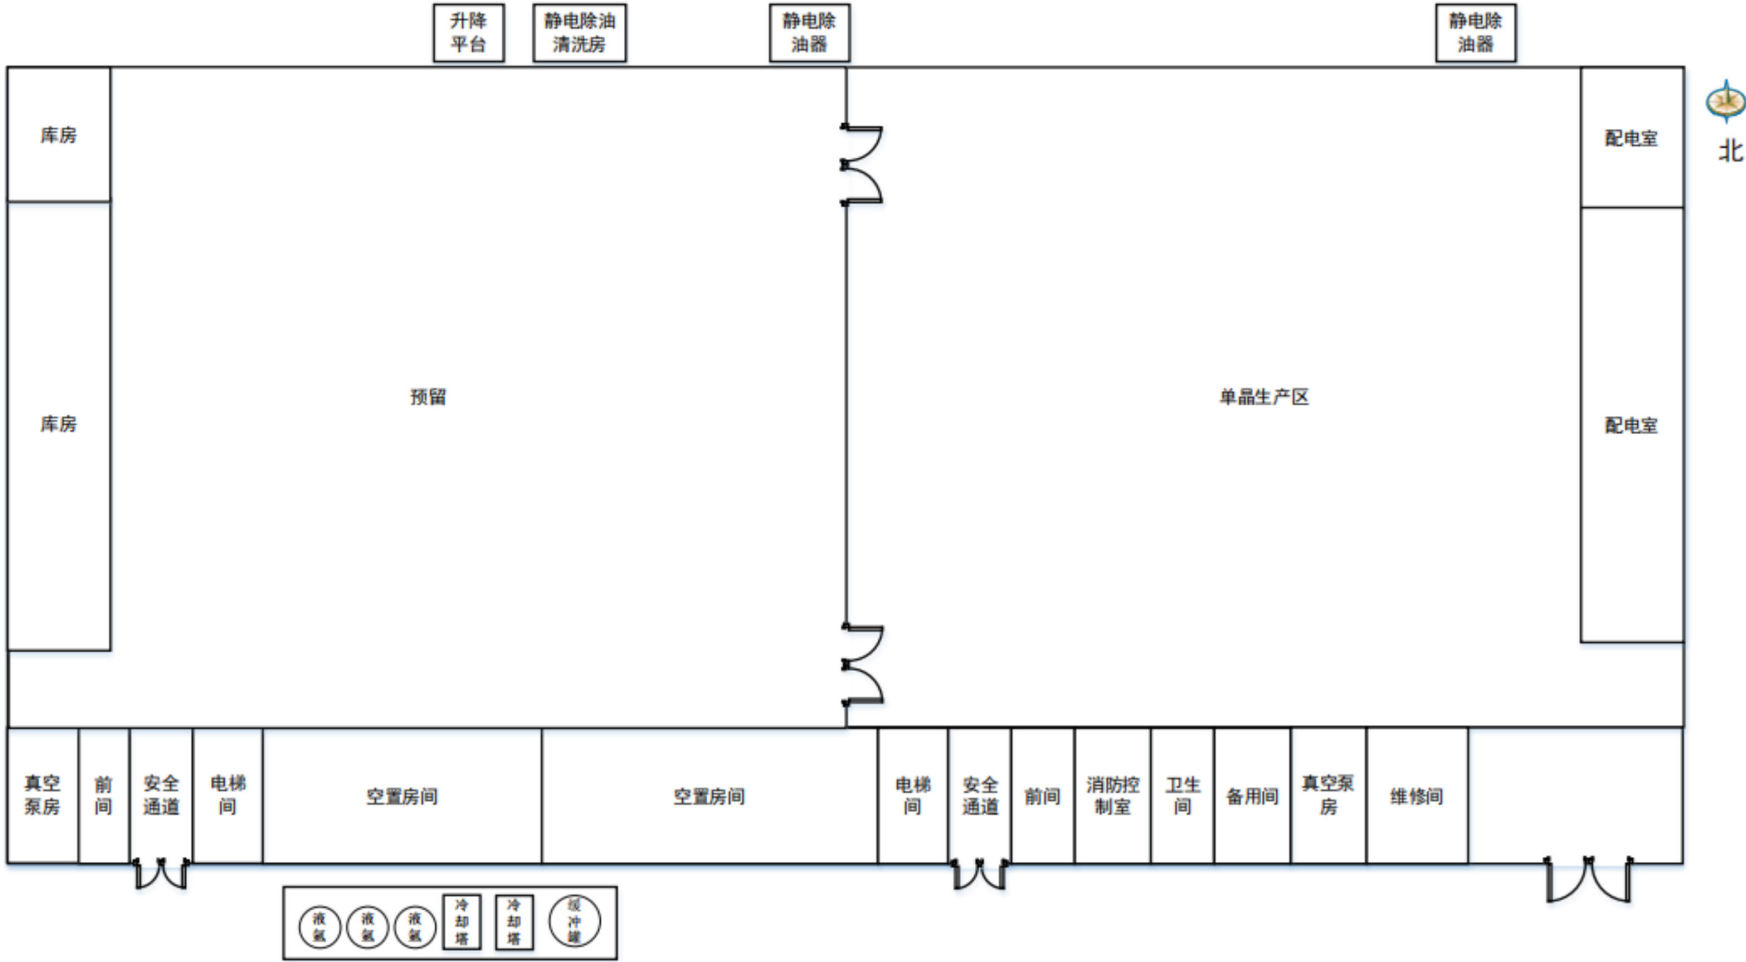 升降
平台
静电除油
清洗房
静电除
油器
静电除
油器
库房
配电室
北
预留
单晶生产区
库房
配电室
真空
泵房
前
间
安全
通道
电梯
间
空置房间
空置房间
电梯
间
安全
通道
前间
消防控
制室
卫生
间
备用间
真空泵
房
维修间
液
氩
液
氩
液
氩
冷
却
塔
冷
却
塔
缓
冲
罐